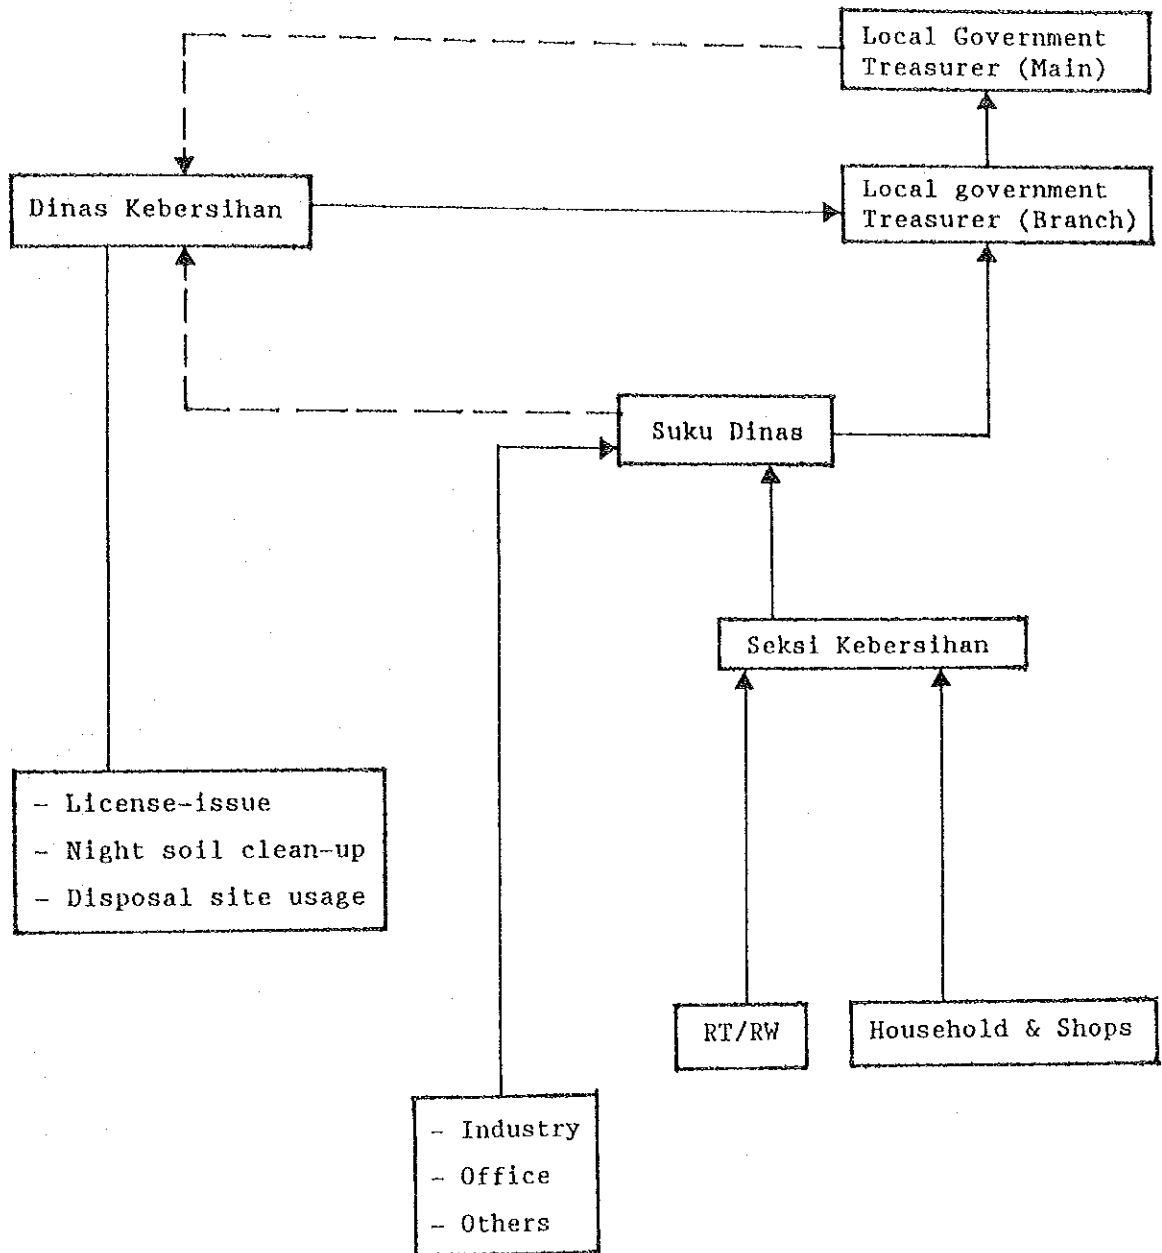 Local Government
Treasurer (Main)
Dinas Kebersihan
Local government
Treasurer (Branch)
Suku Dinas
Seksi Kebersihan
- License-issue
- Night soil clean-up
- Disposal site usage
RT/RW
Household & Shops
- Industry
- Office
- Others